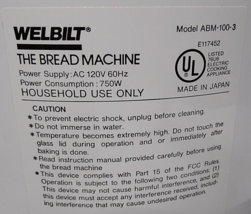 WELBILT®
Model ABM-100-3
THE BREAD MACHINE
E117452
Power Supply: AC 120V 60Hz
Power Consumption: 750W
UL
LISTED
COOKING
APPLIANCE
HOUSEHOLD USE ONLY
MADE IN JAPAN
CAUTION
• To prevent electric shock, unplug before cleaning.
• Do not immerse in water.
• Temperature becomes extremely high. Do not touch the
glass lid during operation and or immediately after
baking is done.
• Read instruction manual provided carefully before using
the bread machine
• This device complies with Part 15 of the FCC Rules.
Operation is subject to the following two conditions: (1)
This device may not cause harmful interference, and (2)
this device must accept any interference received, includ-
ing interference that may cause undesired operation.